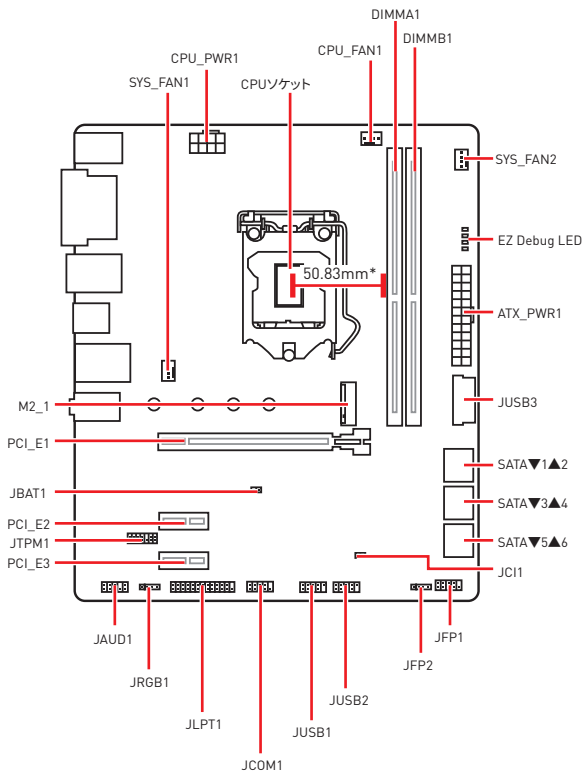 DIMMA1
DIMMB1
CPU_FAN1
CPU_PWR1
SYS_FAN1
CPUソケット
SYS_FAN2
EZ Debug LED
50.83mm*
ATX_PWR1
M2_1
JUSB3
PCI_E1
SATA▼1▲2
JBAT1
SATA▼3▲4
PCI_E2
JTPM1
SATA▼5▲6
PCI_E3
JCI1
JAUD1
JFP1
JFP2
JRGB1
JUSB2
JLPT1
JUSB1
JCOM1